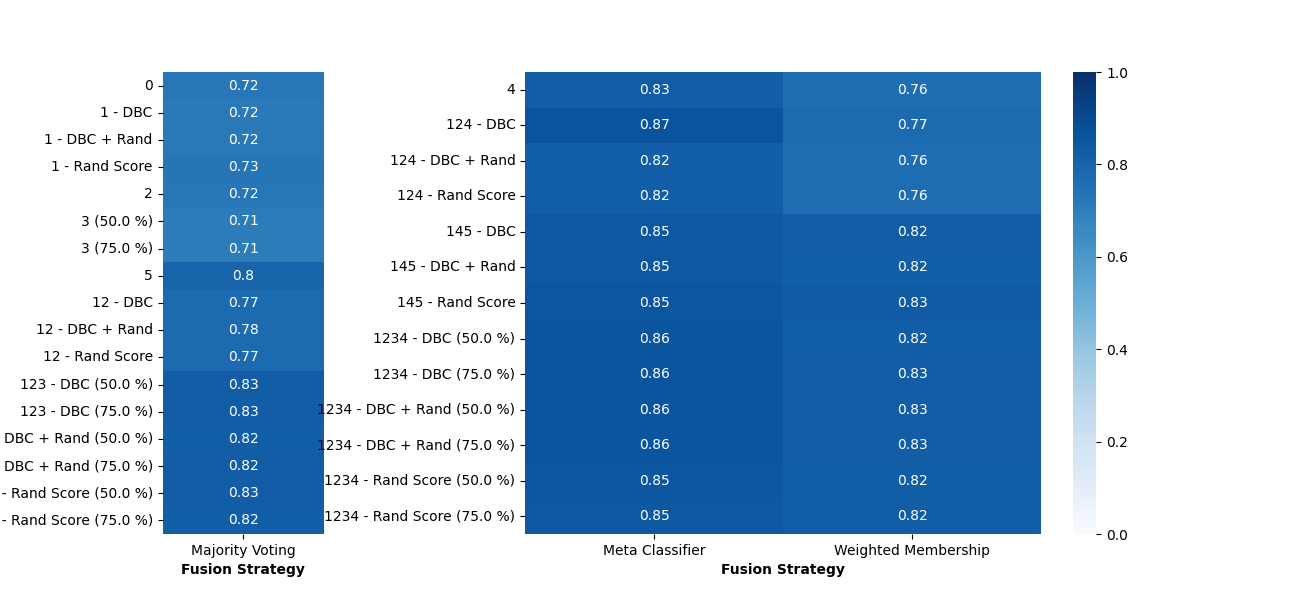 0 0.72
1 - DBC 0.72
1 - DBC + Rand 0.72
1 - Rand Score 0.73
2 0.72
3 (50.0 %) 0.71
3 (75.0 %) 0.71
5 0.8
12 - DBC 0.77
12 - DBC + Rand 0.78
12 - Rand Score 0.77
123 - DBC (50.0 %) 0.83
123 - DBC (75.0 %) 0.83
DBC + Rand (50.0 %) 0.82
DBC + Rand (75.0 %) 0.82
- Rand Score (50.0 %) 0.83
- Rand Score (75.0 %) 0.82
Majority Voting
Fusion Strategy
4 0.83 0.76
124 - DBC 0.87 0.77
124 - DBC + Rand 0.82 0.76
124 - Rand Score 0.82 0.76
145 - DBC 0.85 0.82
145 - DBC + Rand 0.85 0.82
145 - Rand Score 0.85 0.83
1234 - DBC (50.0 %) 0.86 0.82
1234 - DBC (75.0 %) 0.86 0.83
1234 - DBC + Rand (50.0 %) 0.86 0.83
1234 - DBC + Rand (75.0 %) 0.86 0.83
1234 - Rand Score (50.0 %) 0.85 0.82
1234 - Rand Score (75.0 %) 0.85 0.82
Meta Classifier Weighted Membership
Fusion Strategy
1.0
0.8
0.6
0.4
0.2
0.0